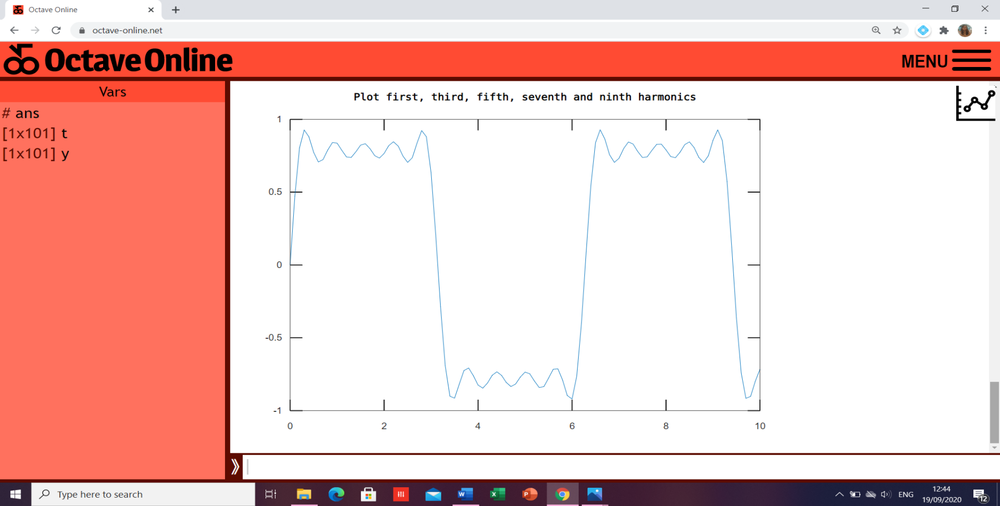 Octave Online
octave-online.net
Octave Online
MENU
Vars
# ans
[1x101] t
[1x101] y
Plot first, third, fifth, seventh and ninth harmonics
1
0.5
0
-0.5
-1
0 2 4 6 8 10
Type here to search
ENG
12:44
19/09/2020
12